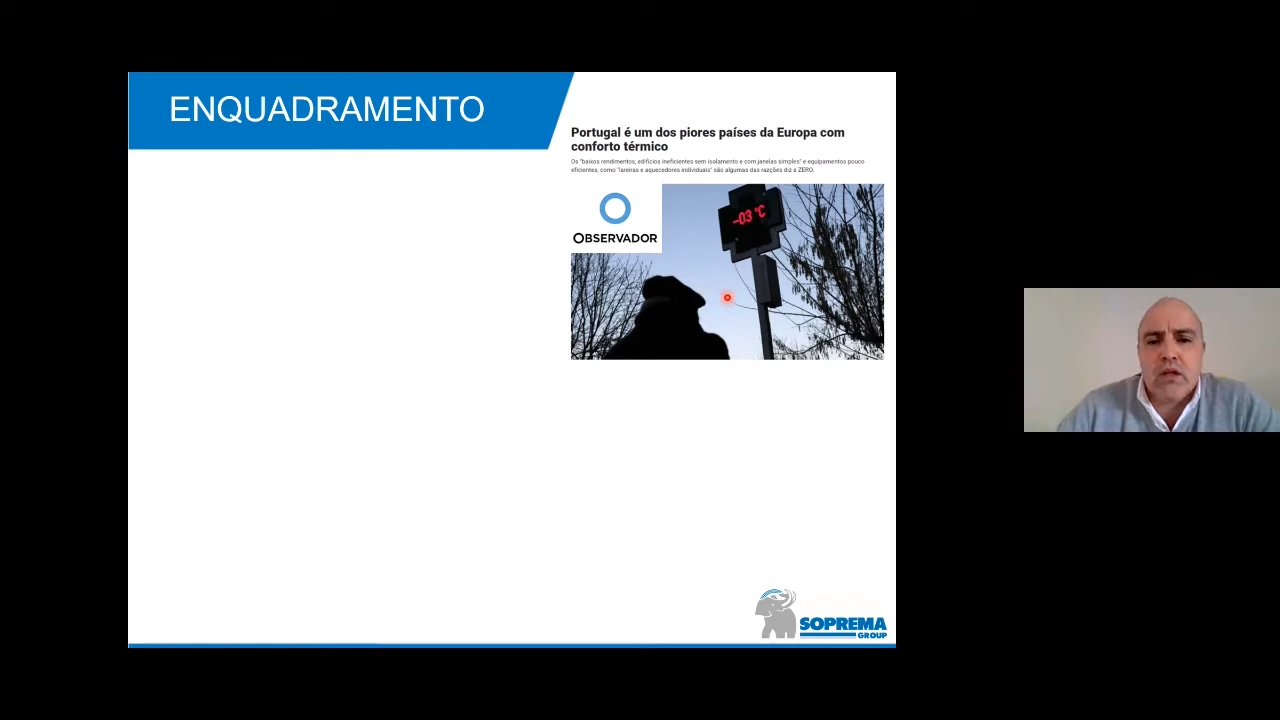 ENQUADRAMENTO
Portugal é um dos piores países da Europa com
conforto térmico
Os "baixos rendimentos, edifícios ineficientes sem isolamento e com janelas simples" e equipamentos pouco
eficientes, como "lareiras e aquecedores individuais" são algumas das razções diz a ZERO.
-03 °C
OBSERVADOR
SOPREMA
GROUP